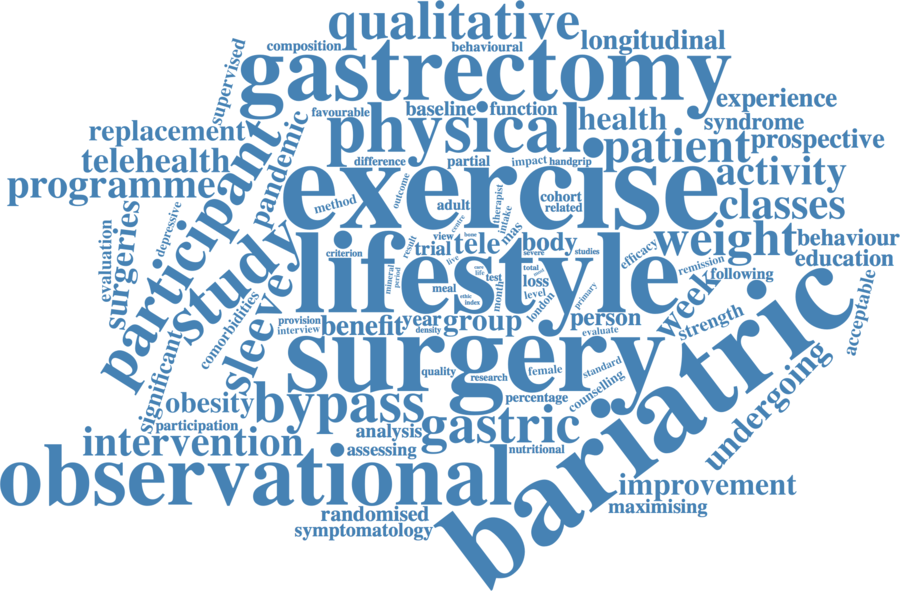 qualitative
composition
behavioural
longitudinal
supervised
gastrectomy
experience
favourable
baseline
function
health
syndrome
replacement
pandemic
physical
patient
prospective
telehealth
difference
partial
impact
handgrip
activity
programme
participant
exercise
outcome
method
adult
therapist
intake
cohort
related
classes
evaluation
surgeries
depressive
study
sleeve
criterion
result
view
centre
bone
trial
tele
mas
body
severe
studies
efficacy
weight
behaviour
education
lifestyle
live
mineral
period
meal
life
ethic
index
test
month
total
loss
level
london
primary
remission
following
week
acceptable
comorbidities
significant
provision
interview
benefit
year
density
group
person
evaluate
strength
surgery
quality
research
female
standard
counselling
percentage
bariatric
undergoing
obesity
bypass
participation
analysis
gastric
intervention
assessing
nutritional
observational
improvement
maximising
randomised
symptomatology